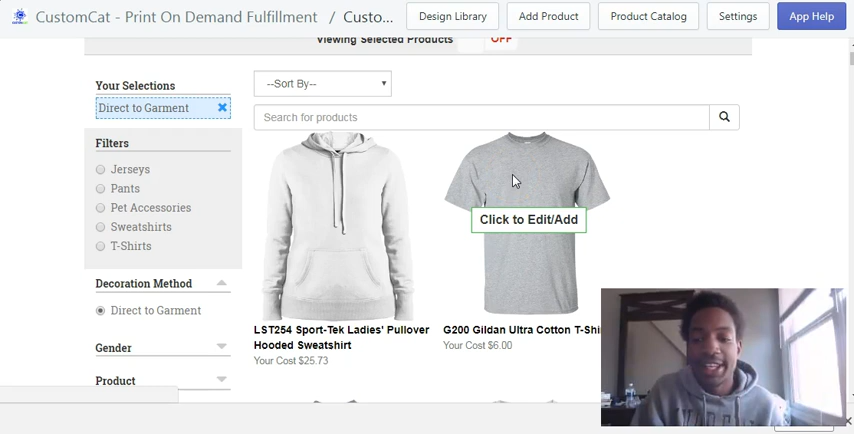 CustomCat - Print On Demand Fulfillment / Custo...
Design Library
Add Product
Product Catalog
Settings
App Help
Viewing Selected Products OFF
Your Selections
Direct to Garment
Filters
Jerseys
Pants
Pet Accessories
Sweatshirts
T-Shirts
Decoration Method
Direct to Garment
Gender
Product
--Sort By--
Search for products
LST254 Sport-Tek Ladies' Pullover
Hooded Sweatshirt
Your Cost $25.73
Click to Edit/Add
G200 Gildan Ultra Cotton T-Shi
Your Cost $6.00